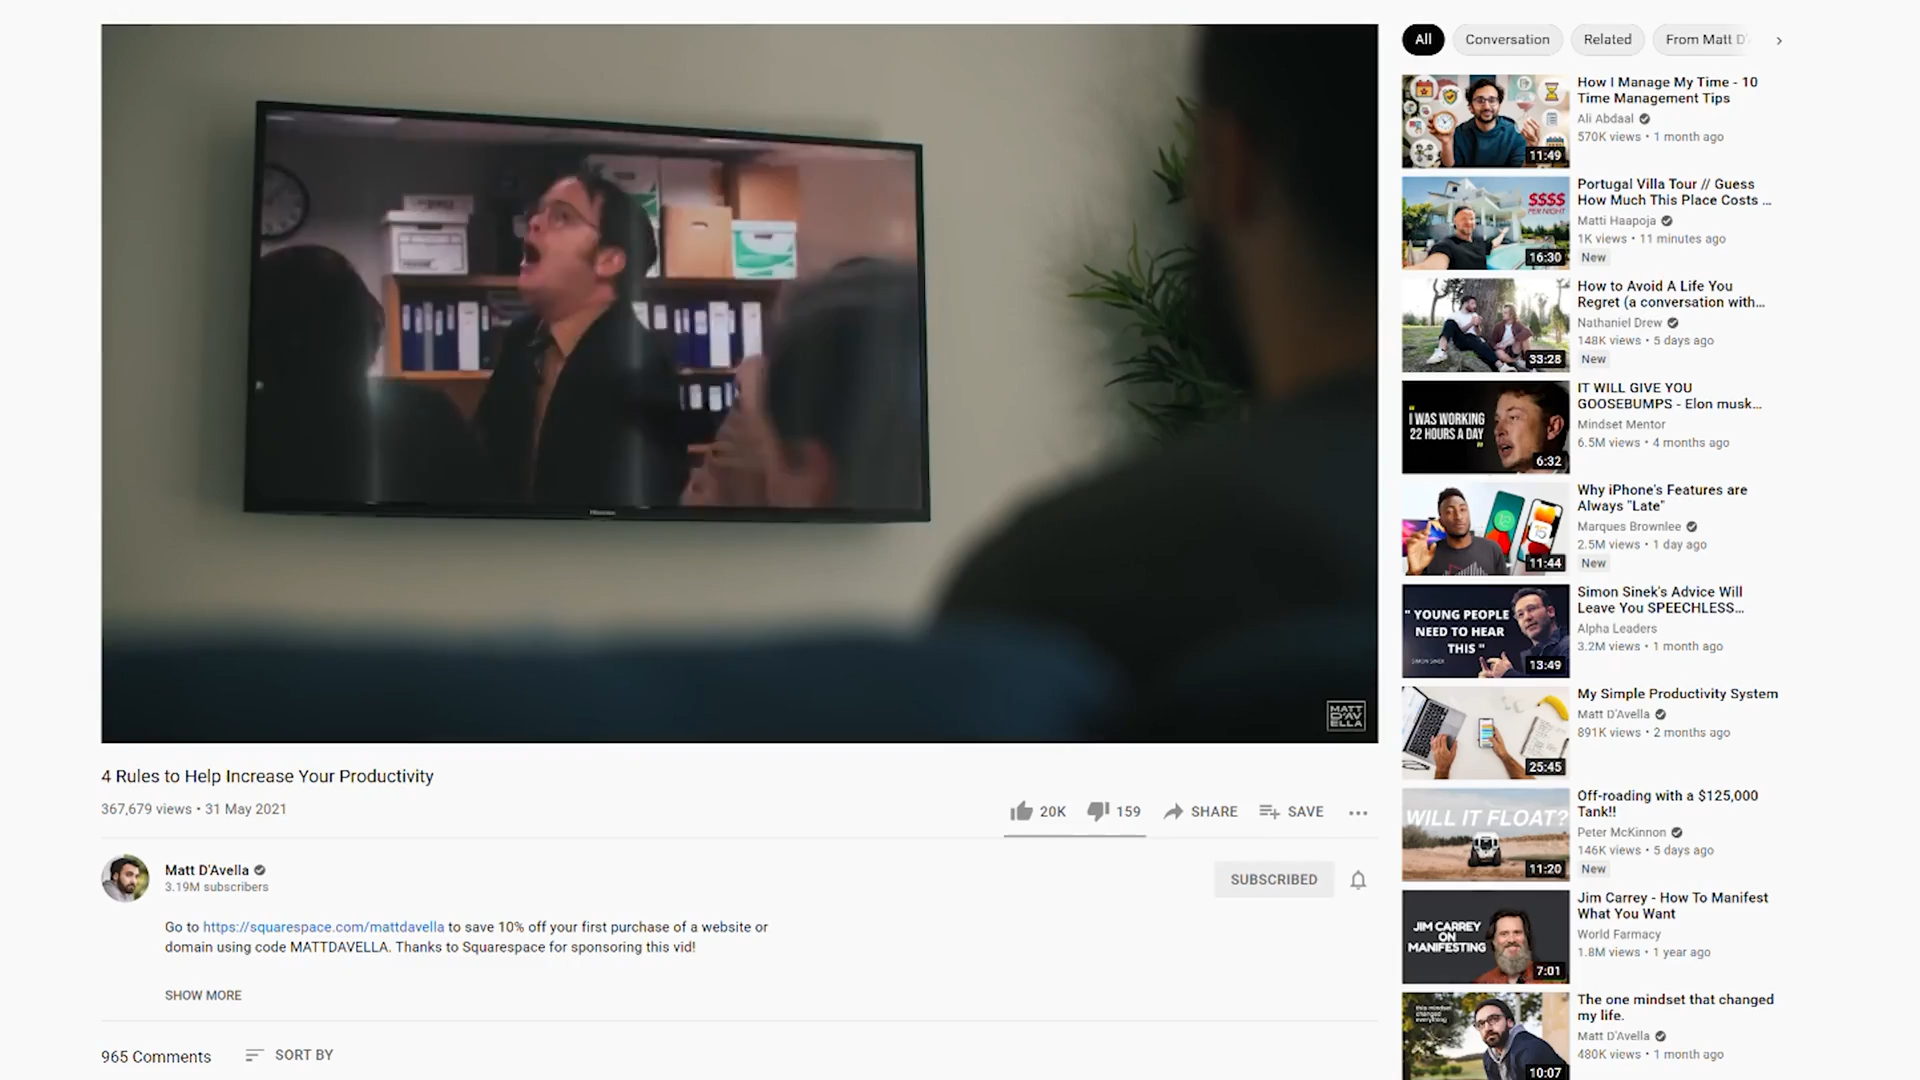 Hisense
MATT
D'AV
ELLA
4 Rules to Help Increase Your Productivity
367,679 views • 31 May 2021
20K
159
SHARE
SAVE
Matt D'Avella
3.19M subscribers
SUBSCRIBED
Go to https://squarespace.com/mattdavella to save 10% off your first purchase of a website or
domain using code MATTDAVELLA. Thanks to Squarespace for sponsoring this vid!
SHOW MORE
965 Comments
SORT BY
All
Conversation
Related
From Matt D'
11:49
How I Manage My Time - 10
Time Management Tips
Ali Abdaal
570K views • 1 month ago
$$$$
PER NIGHT
16:30
Portugal Villa Tour // Guess
How Much This Place Costs ...
Matti Haapoja
1K views • 11 minutes ago
New
33:28
How to Avoid A Life You
Regret (a conversation with...
Nathaniel Drew
148K views • 5 days ago
New
"I WAS WORKING
22 HOURS A DAY"
6:32
IT WILL GIVE YOU
GOOSEBUMPS - Elon musk...
Mindset Mentor
6.5M views • 4 months ago
12
15
11:44
Why iPhone's Features are
Always "Late"
Marques Brownlee
2.5M views • 1 day ago
New
" YOUNG PEOPLE
NEED TO HEAR
THIS "
SIMON SINEK
13:49
Simon Sinek's Advice Will
Leave You SPEECHLESS...
Alpha Leaders
3.2M views • 1 month ago
25:45
My Simple Productivity System
Matt D'Avella
891K views • 2 months ago
WILL IT FLOAT?
11:20
Off-roading with a $125,000
Tank!!
Peter McKinnon
146K views • 5 days ago
New
JIM CARREY
ON
MANIFESTING
7:01
Jim Carrey - How To Manifest
What You Want
World Farmacy
1.8M views • 1 year ago
this mindset
changed
everything
10:07
The one mindset that changed
my life.
Matt D'Avella
480K views • 1 month ago